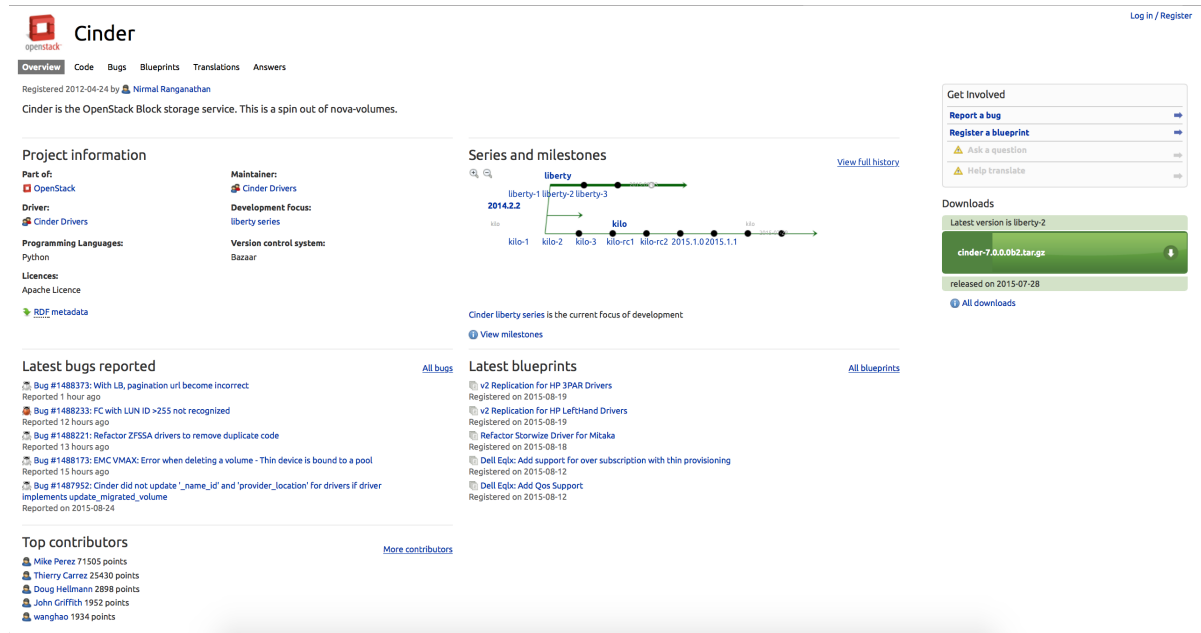 Log in / Register
openstack
Cinder
Overview Code Bugs Blueprints Translations Answers
Registered 2012-04-24 by Nirmal Ranganathan
Cinder is the OpenStack Block storage service. This is a spin out of nova-volumes.
Project information
Part of:
OpenStack
Maintainer:
Cinder Drivers
Driver:
Cinder Drivers
Development focus:
liberty series
Programming Languages:
Python
Version control system:
Bazaar
Licences:
Apache Licence
RDF metadata
Series and milestones
View full history
liberty
liberty-1 liberty-2 liberty-3
2014.2.2
kilo
kilo
kilo
kilo-1 kilo-2 kilo-3 kilo-rc1 kilo-rc2 2015.1.0 2015.1.1
Cinder liberty series is the current focus of development
View milestones
Get Involved
Report a bug
Register a blueprint
Ask a question
Help translate
Downloads
Latest version is liberty-2
cinder-7.0.0.0b2.tar.gz
released on 2015-07-28
All downloads
Latest bugs reported
All bugs
Bug #1488373: With LB, pagination url become incorrect
Reported 1 hour ago
Bug #1488233: FC with LUN ID >255 not recognized
Reported 12 hours ago
Bug #1488221: Refactor ZFSSA drivers to remove duplicate code
Reported 13 hours ago
Bug #1488173: EMC VMAX: Error when deleting a volume - Thin device is bound to a pool
Reported 15 hours ago
Bug #1487952: Cinder did not update '_name_id' and 'provider_location' for drivers if driver
implements update_migrated_volume
Reported on 2015-08-24
Latest blueprints
All blueprints
v2 Replication for HP 3PAR Drivers
Registered on 2015-08-19
v2 Replication for HP LeftHand Drivers
Registered on 2015-08-19
Refactor Storwize Driver for Mitaka
Registered on 2015-08-18
Dell Eqlx: Add support for over subscription with thin provisioning
Registered on 2015-08-12
Dell Eqlx: Add Qos Support
Registered on 2015-08-12
Top contributors
More contributors
Mike Perez 71505 points
Thierry Carrez 25430 points
Doug Hellmann 2898 points
John Griffith 1952 points
wanghao 1934 points